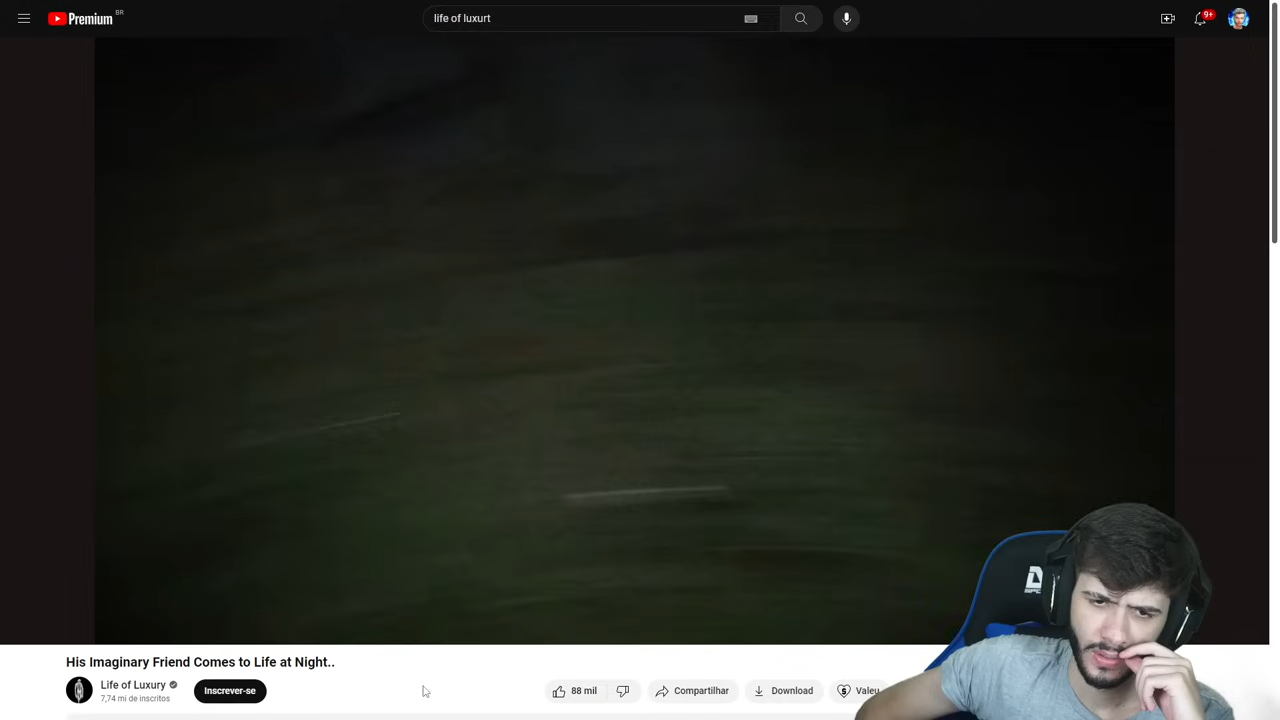 Premium BR
life of luxurt
9+
His Imaginary Friend Comes to Life at Night..
Life of Luxury
7,74 mi de inscritos
Inscrever-se
88 mil
Compartilhar
Download
Valeu